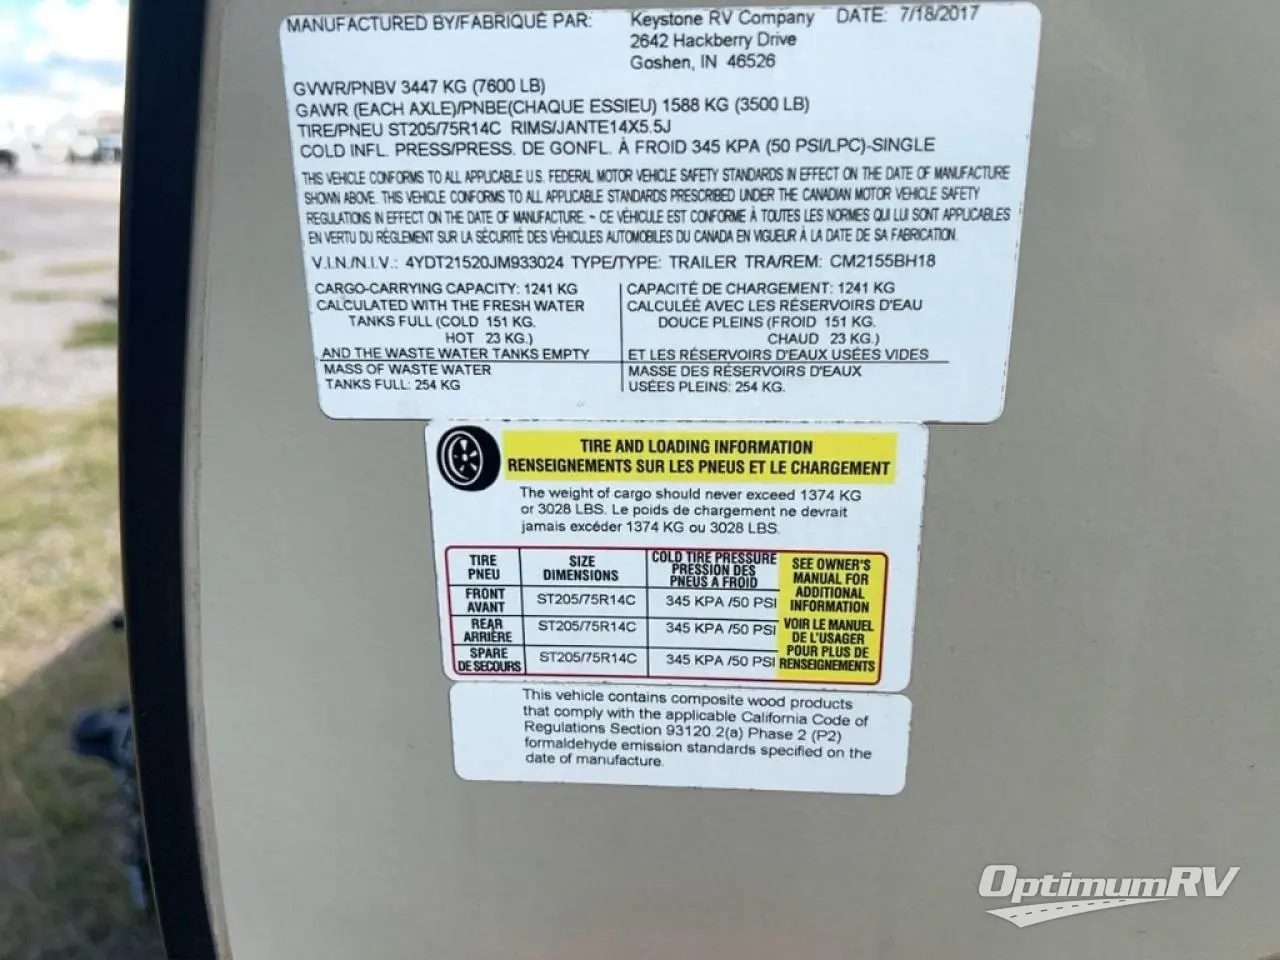 MANUFACTURED BY/FABRIQUÉ PAR: Keystone RV Company DATE: 7/18/2017
2642 Hackberry Drive
Goshen, IN 46526
GVWR/PNBV 3447 KG (7600 LB)
GAWR (EACH AXLE)/PNBE(CHAQUE ESSIEU) 1588 KG (3500 LB)
TIRE/PNEU ST205/75R14C RIMS/JANTE14X5.5J
COLD INFL. PRESS/PRESS. DE GONFL. À FROID 345 KPA (50 PSI/LPC)-SINGLE
THIS VEHICLE CONFORMS TO ALL APPLICABLE U.S. FEDERAL MOTOR VEHICLE SAFETY STANDARDS IN EFFECT ON THE DATE OF MANUFACTURE
SHOWN ABOVE. THIS VEHICLE CONFORMS TO ALL APPLICABLE STANDARDS PRESCRIBED UNDER THE CANADIAN MOTOR VEHICLE SAFETY
REGULATIONS IN EFFECT ON THE DATE OF MANUFACTURE. - CE VÉHICULE EST CONFORME À TOUTES LES NORMES QUI LUI SONT APPLICABLES
EN VERTU DU RÈGLEMENT SUR LA SÉCURITÉ DES VÉHICULES AUTOMOBILES DU CANADA EN VIGUEUR À LA DATE DE SA FABRICATION.
V.I.N./N.I.V.: 4YDT21520JM933024 TYPE/TYPE: TRAILER TRA/REM: CM2155BH18
CARGO-CARRYING CAPACITY: 1241 KG
CALCULATED WITH THE FRESH WATER
TANKS FULL (COLD 151 KG.
HOT 23 KG.)
AND THE WASTE WATER TANKS EMPTY
MASS OF WASTE WATER
TANKS FULL: 254 KG
CAPACITÉ DE CHARGEMENT: 1241 KG
CALCULÉE AVEC LES RÉSERVOIRS D'EAU
DOUCE PLEINS (FROID 151 KG.
CHAUD 23 KG.)
ET LES RÉSERVOIRS D'EAUX USÉES VIDES
MASSE DES RÉSERVOIRS D'EAUX
USÉES PLEINS: 254 KG.
TIRE AND LOADING INFORMATION
RENSEIGNEMENTS SUR LES PNEUS ET LE CHARGEMENT
The weight of cargo should never exceed 1374 KG
or 3028 LBS. Le poids de chargement ne devrait
jamais excéder 1374 KG ou 3028 LBS.
TIRE
PNEU
SIZE
DIMENSIONS
COLD TIRE PRESSURE
PRESSION DES
PNEUS A FROID
FRONT
AVANT
ST205/75R14C
345 KPA /50 PSI
REAR
ARRIÈRE
ST205/75R14C
345 KPA /50 PSI
SPARE
DE SECOURS
ST205/75R14C
345 KPA /50 PSI
SEE OWNER'S
MANUAL FOR
ADDITIONAL
INFORMATION
VOIR LE MANUEL
DE L'USAGER
POUR PLUS DE
RENSEIGNEMENTS
This vehicle contains composite wood products
that comply with the applicable California Code of
Regulations Section 93120.2(a) Phase 2 (P2)
formaldehyde emission standards specified on the
date of manufacture.
OptimumRV